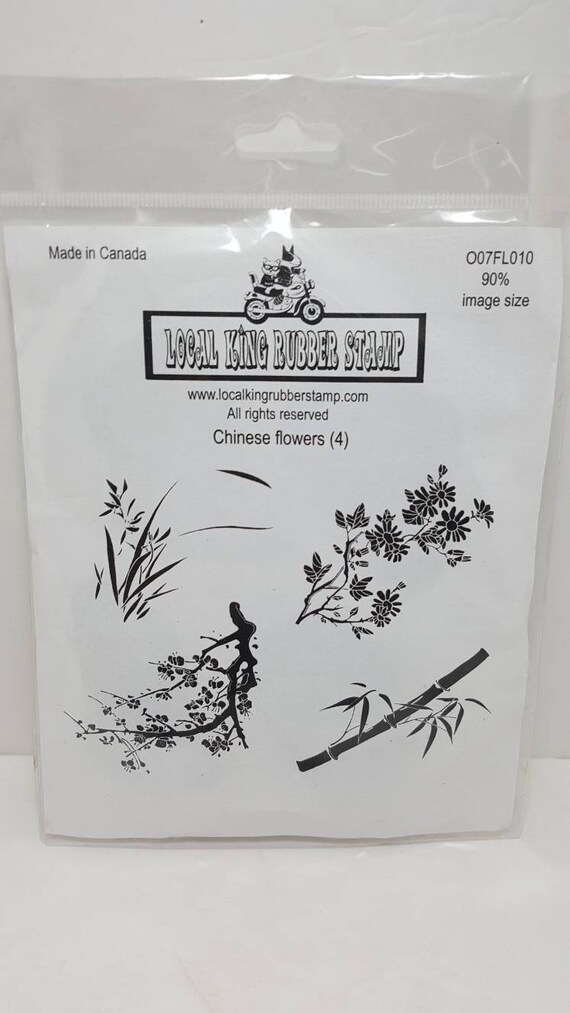 Made in Canada
O07FL010
90%
image size
LOCAL KING RUBBER STAMP
www.localkingrubberstamp.com
All rights reserved
Chinese flowers (4)